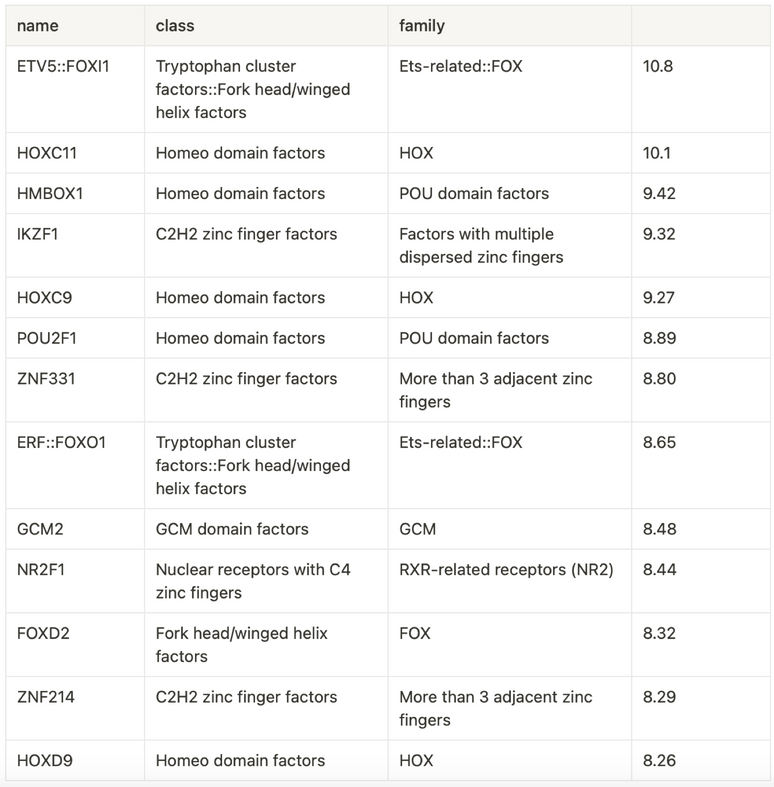 name class family
ETV5::FOXI1 Tryptophan cluster Ets-related::FOX 10.8
factors::Fork head/winged
helix factors
HOXC11 Homeo domain factors HOX 10.1
HMBOX1 Homeo domain factors POU domain factors 9.42
IKZF1 C2H2 zinc finger factors Factors with multiple 9.32
dispersed zinc fingers
HOXC9 Homeo domain factors HOX 9.27
POU2F1 Homeo domain factors POU domain factors 8.89
ZNF331 C2H2 zinc finger factors More than 3 adjacent zinc 8.80
fingers
ERF::FOXO1 Tryptophan cluster Ets-related::FOX 8.65
factors::Fork head/winged
helix factors
GCM2 GCM domain factors GCM 8.48
NR2F1 Nuclear receptors with C4 RXR-related receptors (NR2) 8.44
zinc fingers
FOXD2 Fork head/winged helix FOX 8.32
factors
ZNF214 C2H2 zinc finger factors More than 3 adjacent zinc 8.29
fingers
HOXD9 Homeo domain factors HOX 8.26